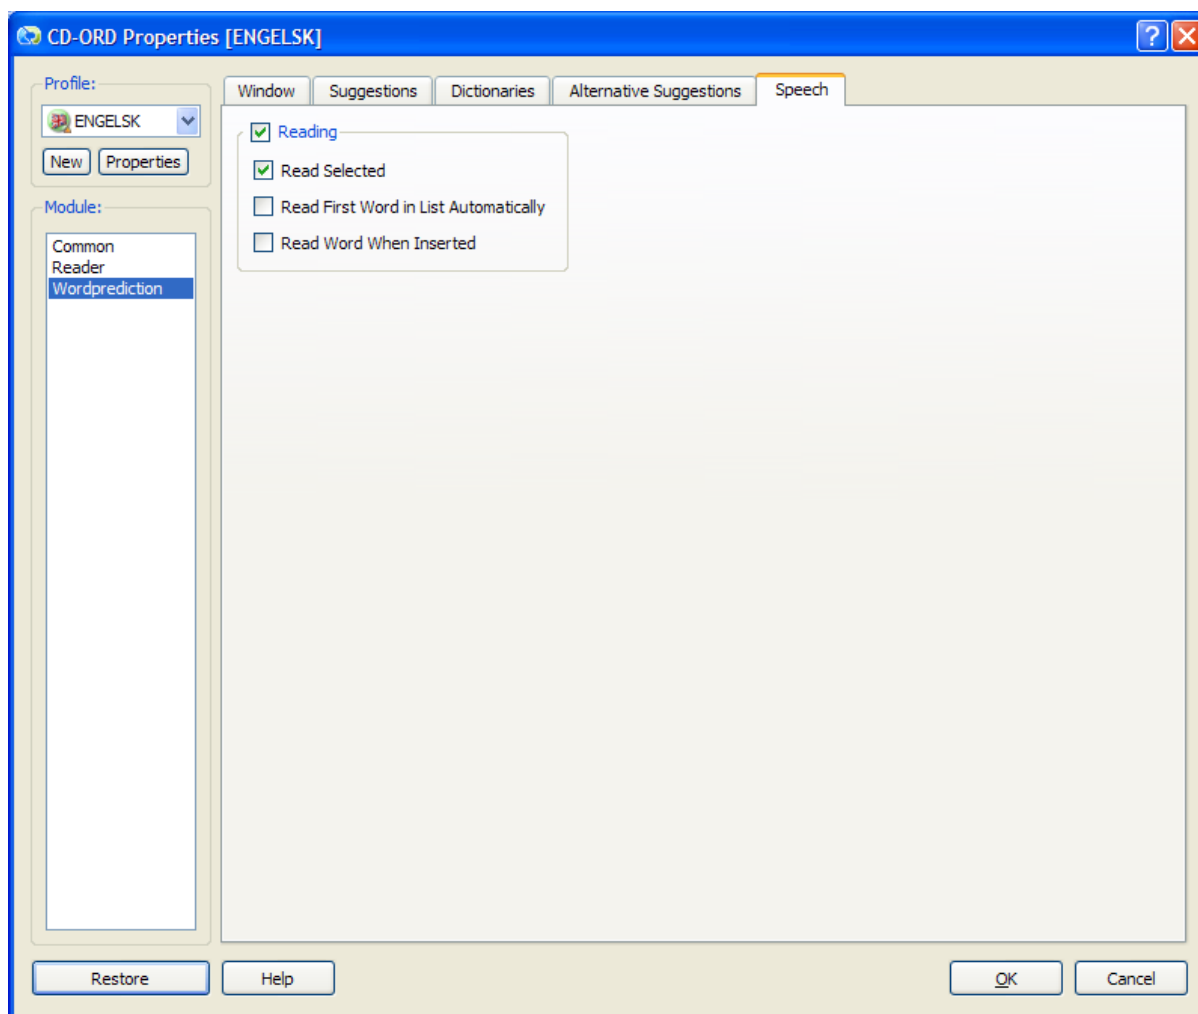 CD-ORD Properties [ENGELSK]
Profile:
ENGELSK
New Properties
Module:
Common
Reader
Wordprediction
Window Suggestions Dictionaries Alternative Suggestions Speech
Reading
Read Selected
Read First Word in List Automatically
Read Word When Inserted
Restore Help OK Cancel